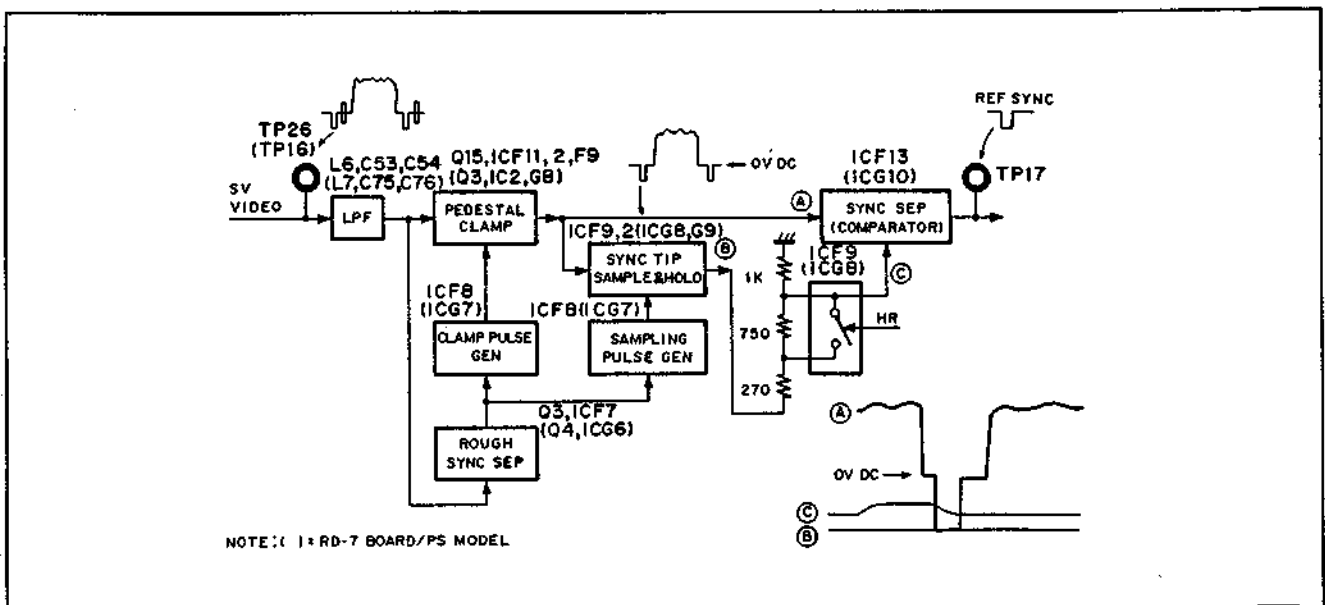 TP26
(TP16)
SV
VIDEO
L6,C53,C54
(L7,C75,C76)
LPF
Q15,ICF11,2,F9
(Q3,IC2,G8)
PEDESTAL
CLAMP
0V DC
ICF9,2(ICG8,G9)
SYNC TIP
SAMPLE&HOLD
A
B
ICF13
(ICG10)
SYNC SEP
(COMPARATOR)
REF SYNC
TP17
C
ICF9
(ICG8)
1K
750
270
HR
ICF8
(ICG7)
CLAMP PULSE
GEN
ICF8(ICG7)
SAMPLING
PULSE GEN
Q3,ICF7
(Q4,ICG6)
ROUGH
SYNC SEP
A
0V DC
C
B
NOTE:( ) = RD-7 BOARD/PS MODEL